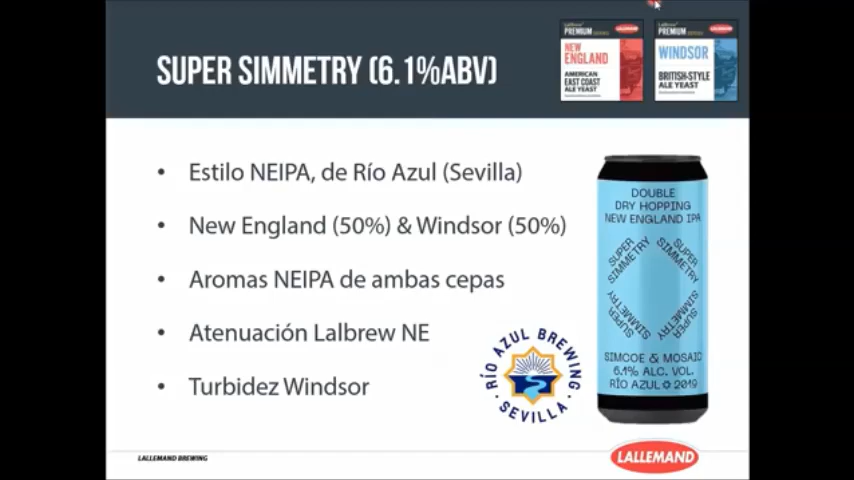 SUPER SIMMETRY (6.1%ABV)
LalBrew
PREMIUM
LALLEMAND
NEW
ENGLAND
AMERICAN
EAST COAST
ALE YEAST
LalBrew
PREMIUM
LALLEMAND
WINDSOR
BRITISH-STYLE
ALE YEAST
• Estilo NEIPA, de Río Azul (Sevilla)
• New England (50%) & Windsor (50%)
• Aromas NEIPA de ambas cepas
• Atenuación Lalbrew NE
• Turbidez Windsor
RÍO AZUL BREWING
· SEVILLA ·
DOUBLE
DRY HOPPING
NEW ENGLAND IPA
SUPER
SIMMETRY
SUPER
SIMMETRY
SUPER
SIMMETRY
SUPER
SIMMETRY
SIMCOE & MOSAIC
6.1% ALC. VOL.
RÍO AZUL © 2019
LALLEMAND BREWING
LALLEMAND